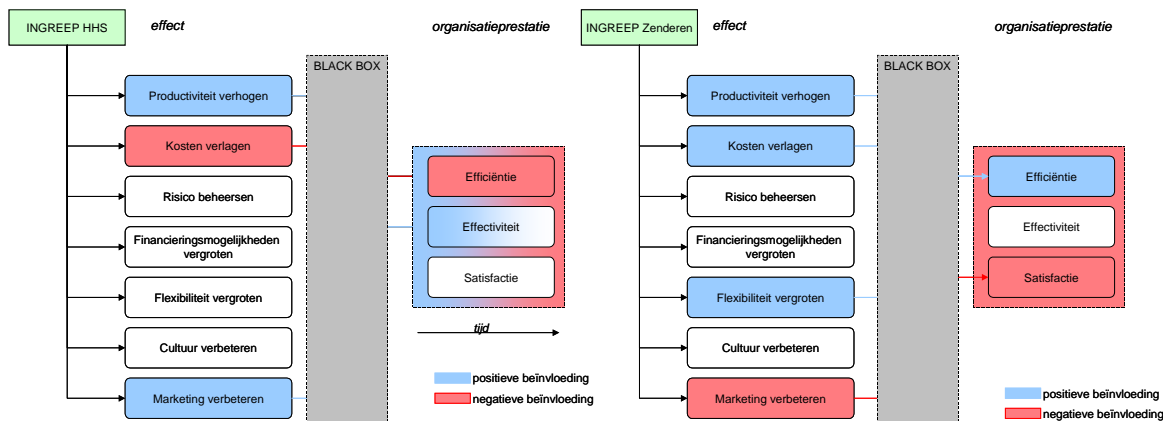 INGREEP HHS
effect
organisatieprestatie
BLACK BOX
Productiviteit verhogen
Kosten verlagen
Risico beheersen
Financieringsmogelijkheden
vergroten
Flexibiliteit vergroten
Cultuur verbeteren
Marketing verbeteren
Efficiëntie
Effectiviteit
Satisfactie
tijd
positieve beïnvloeding
negatieve beïnvloeding
INGREEP Zenderen
effect
organisatieprestatie
BLACK BOX
Productiviteit verhogen
Kosten verlagen
Risico beheersen
Financieringsmogelijkheden
vergroten
Flexibiliteit vergroten
Cultuur verbeteren
Marketing verbeteren
Efficiëntie
Effectiviteit
Satisfactie
positieve beïnvloeding
negatieve beïnvloeding